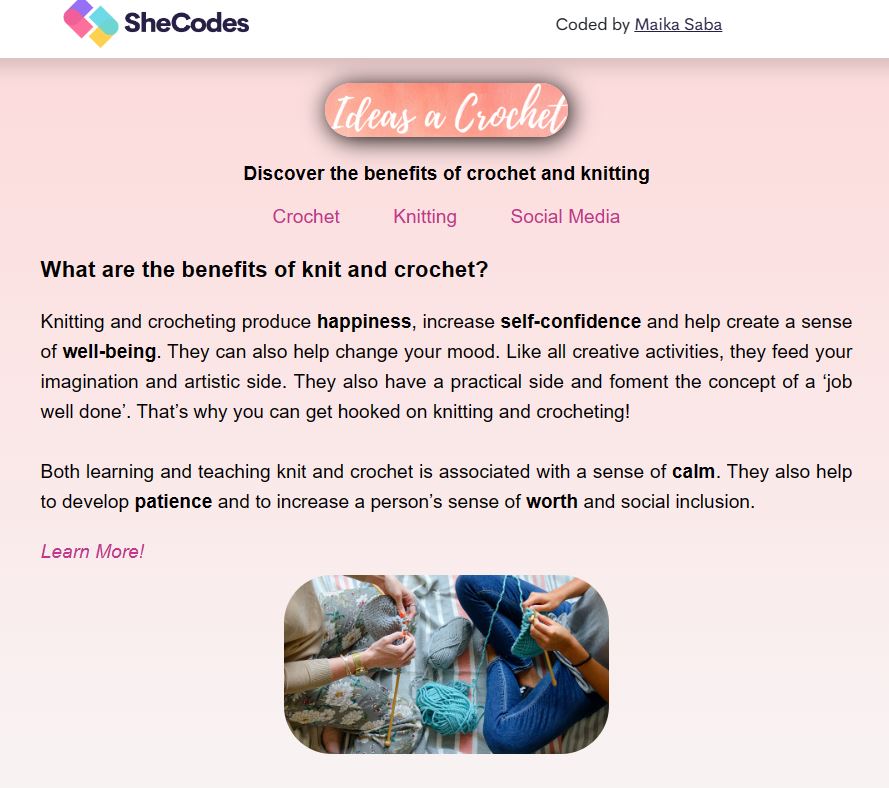 SheCodes
Coded by Maika Saba
Ideas a Crochet
Discover the benefits of crochet and knitting
Crochet Knitting Social Media
What are the benefits of knit and crochet?
Knitting and crocheting produce happiness, increase self-confidence and help create a sense
of well-being. They can also help change your mood. Like all creative activities, they feed your
imagination and artistic side. They also have a practical side and foment the concept of a ‘job
well done’. That’s why you can get hooked on knitting and crocheting!
Both learning and teaching knit and crochet is associated with a sense of calm. They also help
to develop patience and to increase a person’s sense of worth and social inclusion.
Learn More!